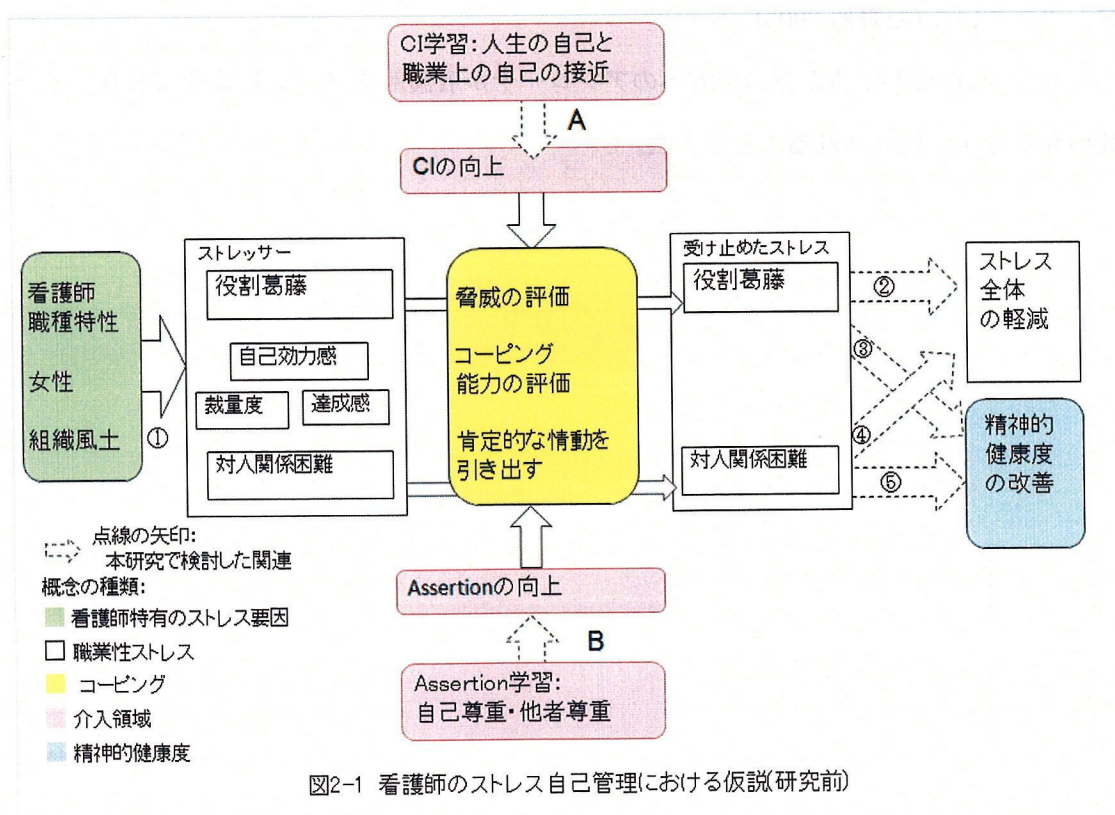 CI学習：人生の自己と
職業上の自己の接近
A
CIの向上
看護師
職種特性
女性
組織風土
①
ストレッサー
役割葛藤
自己効力感
裁量度
達成感
対人関係困難
脅威の評価
コーピング
能力の評価
肯定的な情動を
引き出す
受け止めたストレス
役割葛藤
対人関係困難
②
③
④
⑤
ストレス
全体
の軽減
精神的
健康度
の改善
Assertionの向上
B
Assertion学習：
自己尊重・他者尊重
点線の矢印：
本研究で検討した関連
概念の種類：
看護師特有のストレス要因
職業性ストレス
コーピング
介入領域
精神的健康度
図2-1 看護師のストレス自己管理における仮説(研究前)